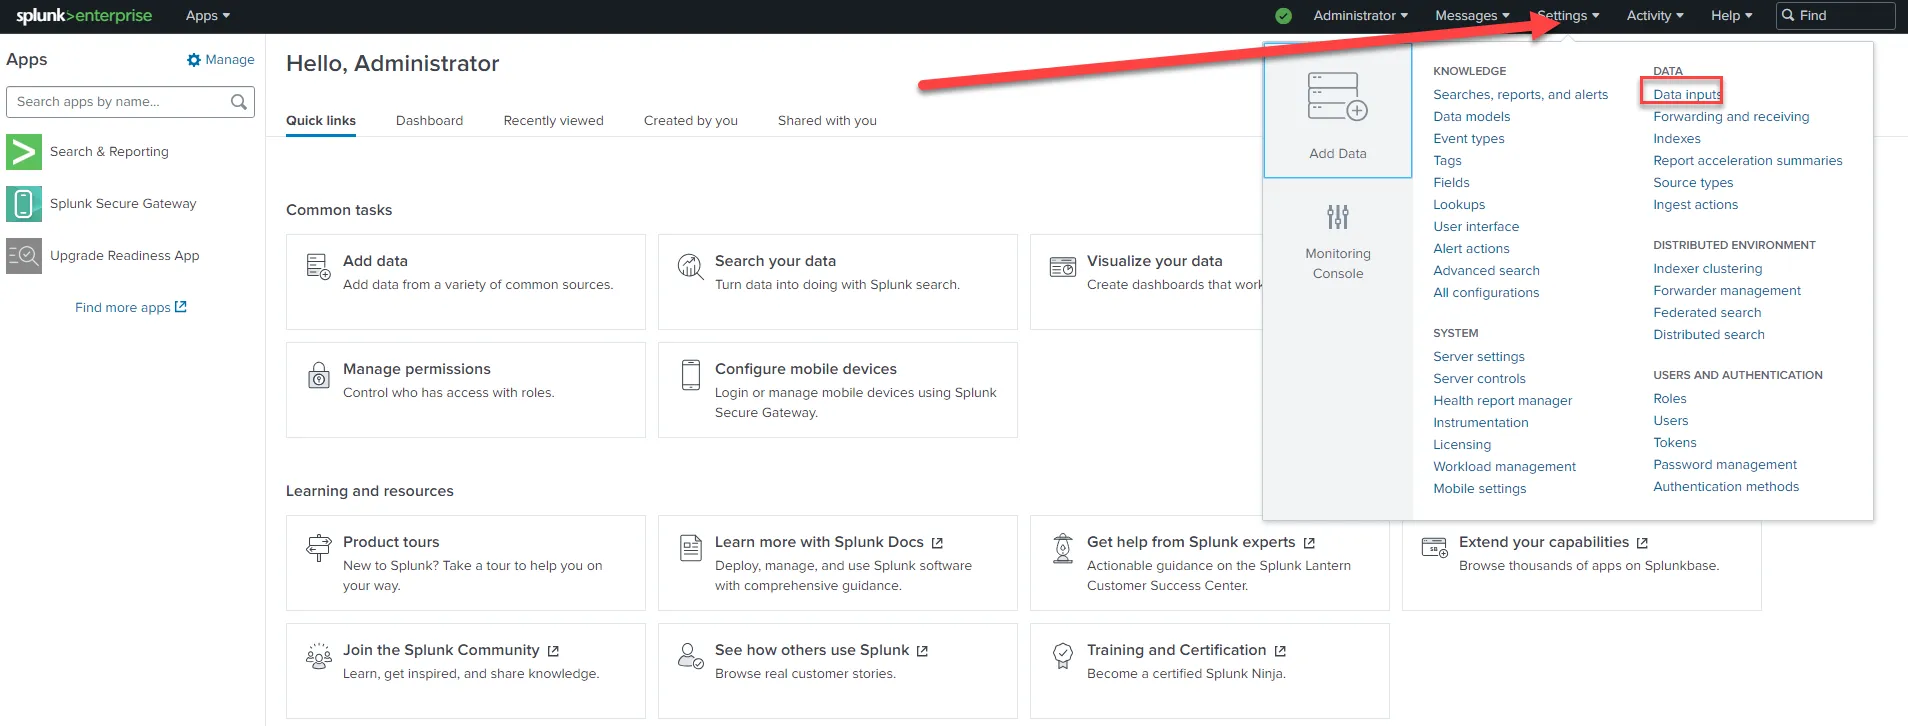 splunk>enterprise Apps Administrator Messages Settings Activity Help Find
Apps
Manage
Search apps by name...
Search & Reporting
Splunk Secure Gateway
Upgrade Readiness App
Find more apps
Hello, Administrator
Quick links Dashboard Recently viewed Created by you Shared with you
Common tasks
Add data
Add data from a variety of common sources.
Search your data
Turn data into doing with Splunk search.
Visualize your data
Create dashboards that work
Manage permissions
Control who has access with roles.
Configure mobile devices
Login or manage mobile devices using Splunk
Secure Gateway.
Learning and resources
Product tours
New to Splunk? Take a tour to help you on
your way.
Learn more with Splunk Docs
Deploy, manage, and use Splunk software
with comprehensive guidance.
Get help from Splunk experts
Actionable guidance on the Splunk Lantern
Customer Success Center.
Extend your capabilities
SB
Browse thousands of apps on Splunkbase.
Join the Splunk Community
Learn, get inspired, and share knowledge.
See how others use Splunk
Browse real customer stories.
Training and Certification
Become a certified Splunk Ninja.
Add Data
Monitoring
Console
KNOWLEDGE
Searches, reports, and alerts
Data models
Event types
Tags
Fields
Lookups
User interface
Alert actions
Advanced search
All configurations
SYSTEM
Server settings
Server controls
Health report manager
Instrumentation
Licensing
Workload management
Mobile settings
DATA
Data inputs
Forwarding and receiving
Indexes
Report acceleration summaries
Source types
Ingest actions
DISTRIBUTED ENVIRONMENT
Indexer clustering
Forwarder management
Federated search
Distributed search
USERS AND AUTHENTICATION
Roles
Users
Tokens
Password management
Authentication methods